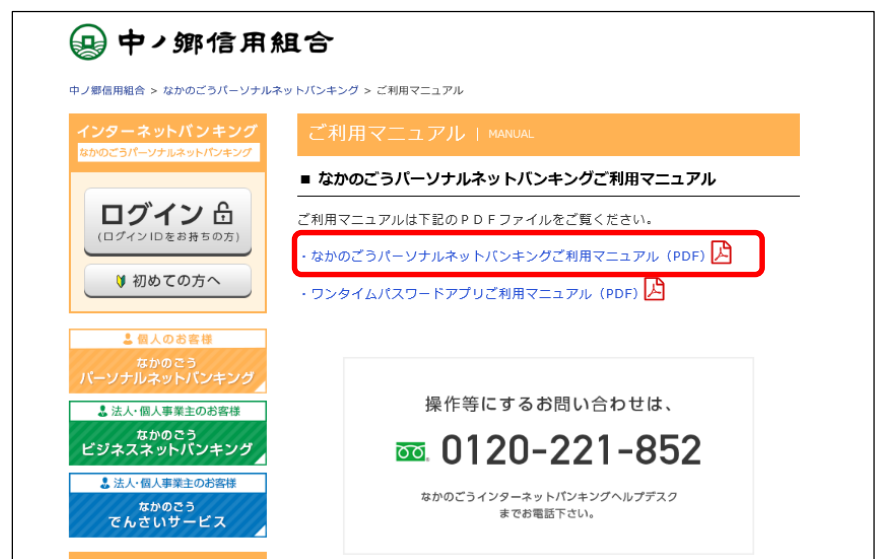 中ノ郷信用組合
中ノ郷信用組合 > なかのごうパーソナルネットバンキング > ご利用マニュアル
インターネットバンキング
なかのごうパーソナルネットバンキング
ログイン
(ログインIDをお持ちの方)
初めての方へ
個人のお客様
なかのごう
パーソナルネットバンキング
法人・個人事業主のお客様
なかのごう
ビジネスネットバンキング
法人・個人事業主のお客様
なかのごう
でんさいサービス
ご利用マニュアル | MANUAL
■ なかのごうパーソナルネットバンキングご利用マニュアル
ご利用マニュアルは下記のＰＤＦファイルをご覧ください。
・なかのごうパーソナルネットバンキングご利用マニュアル（PDF）
・ワンタイムパスワードアプリご利用マニュアル（PDF）
操作等にするお問い合わせは、
0120-221-852
なかのごうインターネットバンキングヘルプデスク
までお電話下さい。